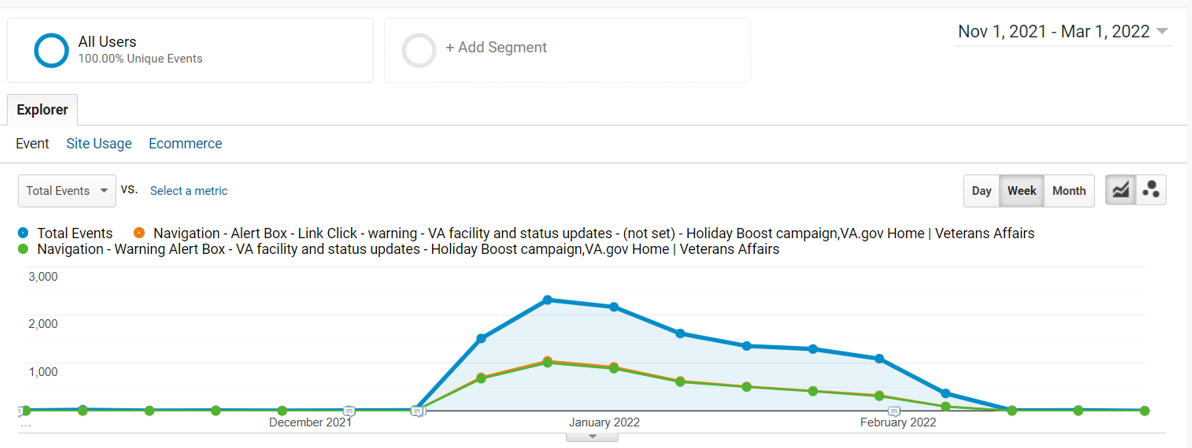 All Users
100.00% Unique Events
+ Add Segment
Nov 1, 2021 - Mar 1, 2022
Explorer
Event Site Usage Ecommerce
Total Events VS. Select a metric
Day Week Month
Total Events Navigation - Alert Box - Link Click - warning - VA facility and status updates - (not set) - Holiday Boost campaign,VA.gov Home | Veterans Affairs
Navigation - Warning Alert Box - VA facility and status updates - Holiday Boost campaign,VA.gov Home | Veterans Affairs
3,000
2,000
1,000
... December 2021 January 2022 February 2022